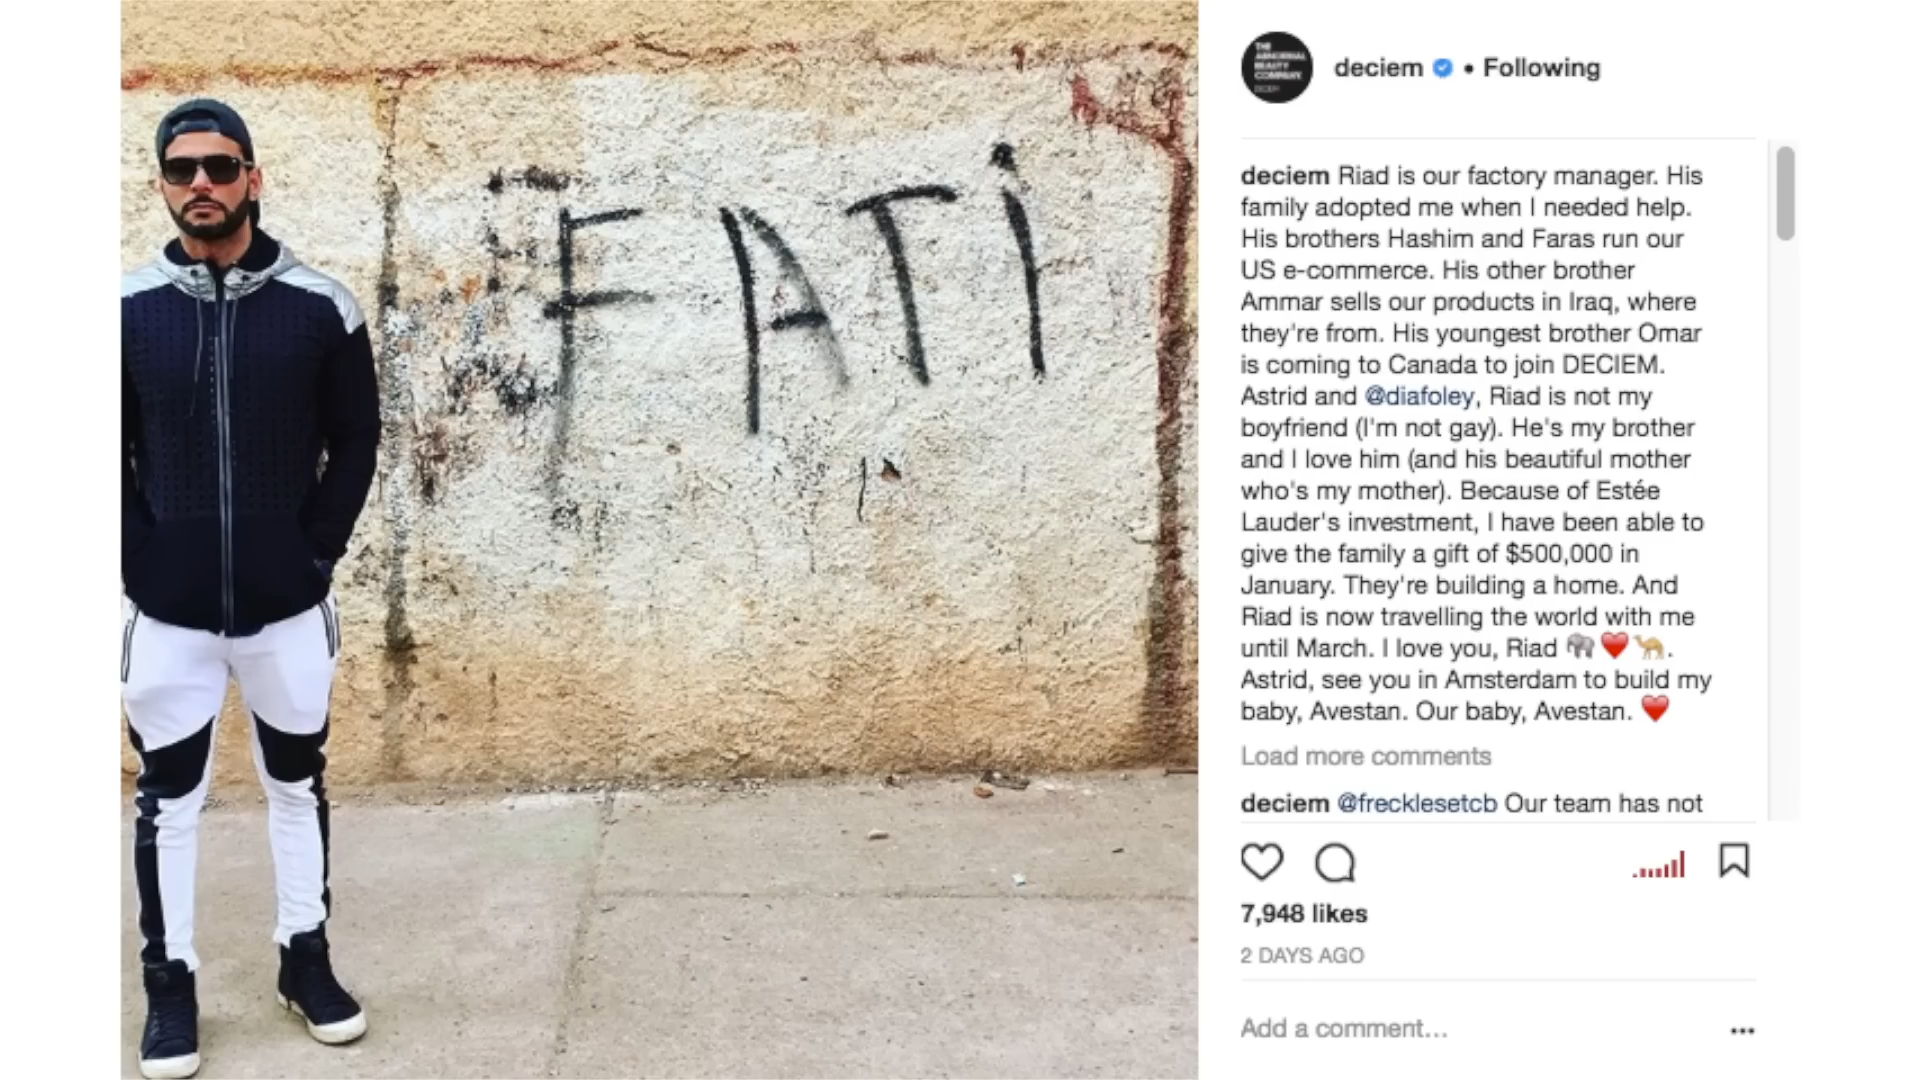 FATİ
THE
ABNORMAL
BEAUTY
COMPANY.
DECIEM
deciem • Following
deciem Riad is our factory manager. His
family adopted me when I needed help.
His brothers Hashim and Faras run our
US e-commerce. His other brother
Ammar sells our products in Iraq, where
they're from. His youngest brother Omar
is coming to Canada to join DECIEM.
Astrid and @diafoley, Riad is not my
boyfriend (I'm not gay). He's my brother
and I love him (and his beautiful mother
who's my mother). Because of Estée
Lauder's investment, I have been able to
give the family a gift of $500,000 in
January. They're building a home. And
Riad is now travelling the world with me
until March. I love you, Riad 🐘❤️🐪.
Astrid, see you in Amsterdam to build my
baby, Avestan. Our baby, Avestan. ❤️
Load more comments
deciem @frecklesetcb Our team has not
7,948 likes
2 DAYS AGO
Add a comment...